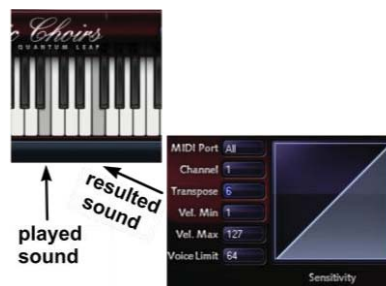 ic Choirs
QUANTUM LEAP
MIDI Port All
Channel 1
Transpose 6
Vel. Min 1
Vel. Max 127
Voice Limit 64
Sensitivity
resulted
sound
played
sound